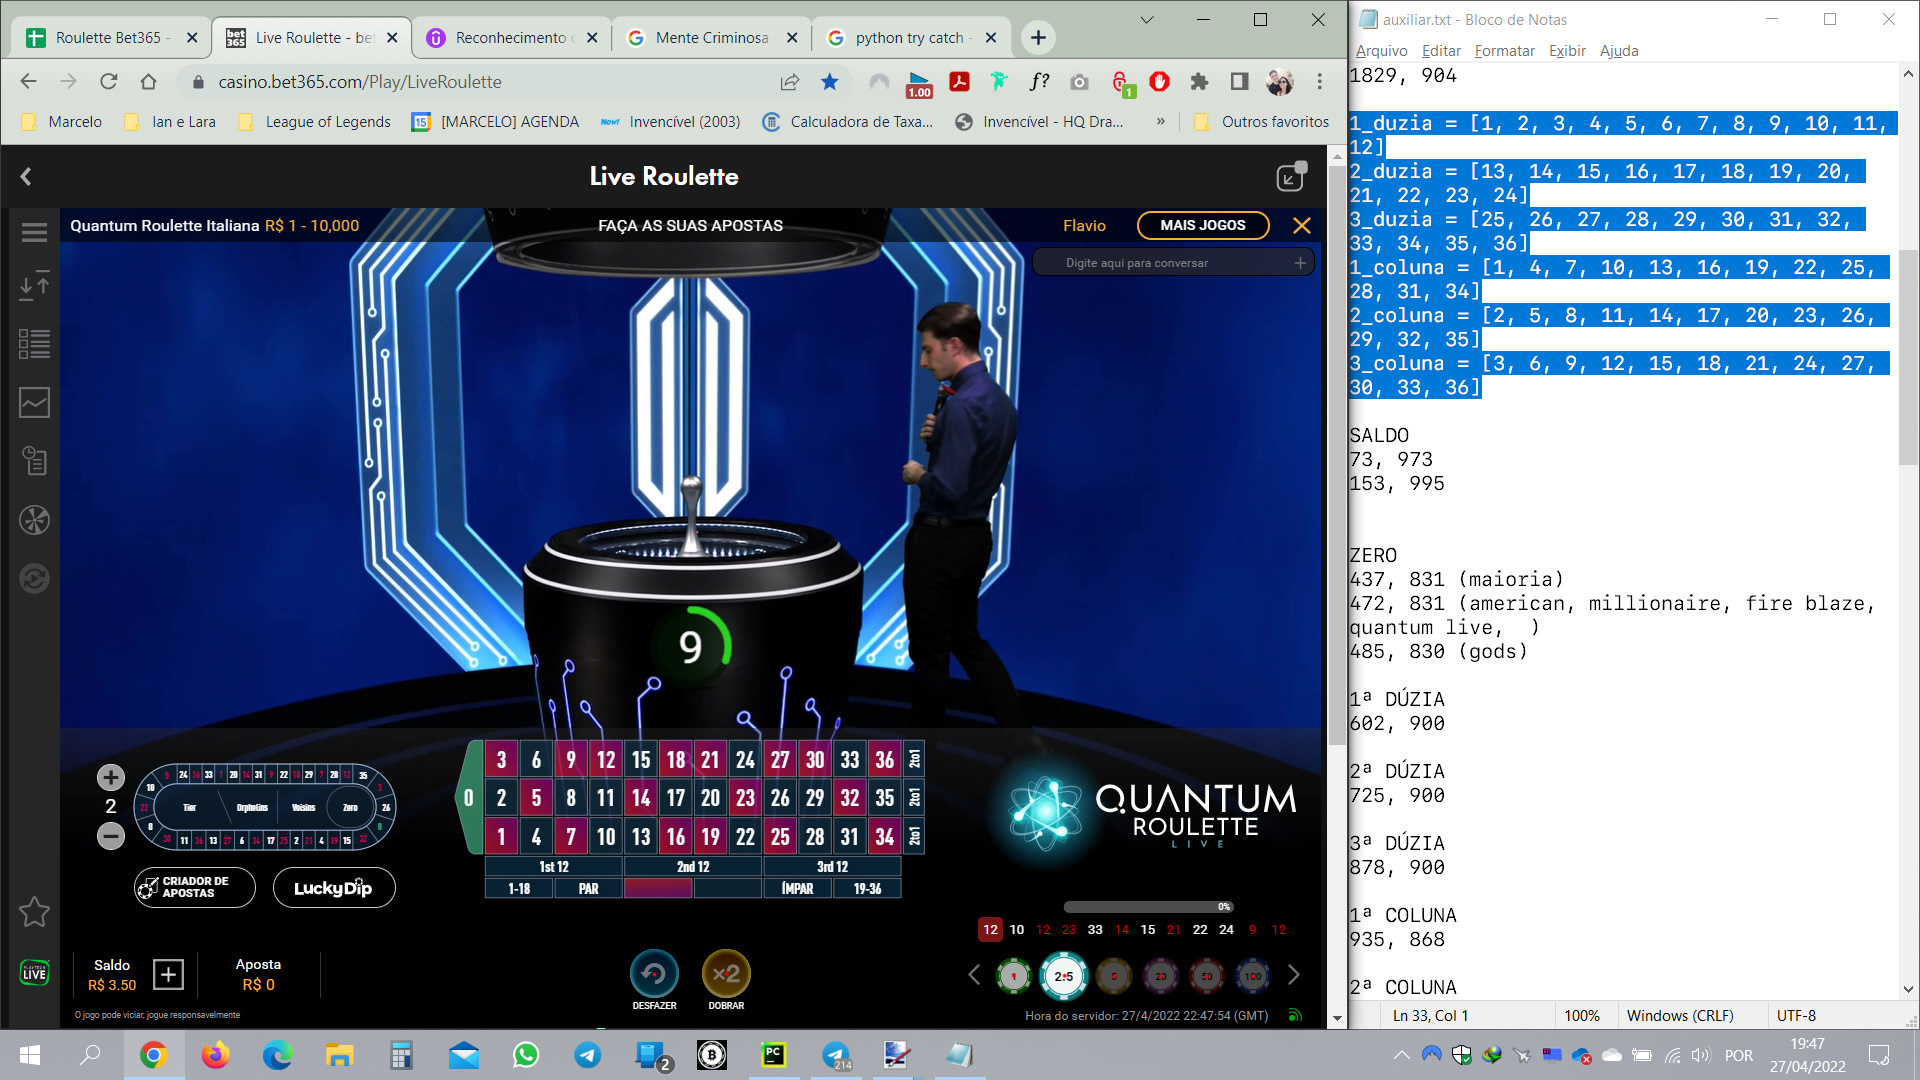 Roulette Bet365 -
Live Roulette - bet
Reconhecimento
Mente Criminosa
python try catch -
casino.bet365.com/Play/LiveRoulette
1.00
f?
1
Marcelo
Ian e Lara
League of Legends
[MARCELO] AGENDA
Invencível (2003)
Calculadora de Taxa...
Invencível - HQ Dra...
»
Outros favoritos
Live Roulette
Quantum Roulette Italiana R$ 1 - 10,000
FAÇA AS SUAS APOSTAS
Flavio
MAIS JOGOS
Digite aqui para conversar
9
3 6 9 12 15 18 21 24 27 30 33 36 2to1
0 2 5 8 11 14 17 20 23 26 29 32 35 2to1
1 4 7 10 13 16 19 22 25 28 31 34 2to1
1st 12 2nd 12 3rd 12
1-18 PAR ÍMPAR 19-36
2
Tier Orphelins Voisins Zero
CRIADOR DE
APOSTAS
LuckyDip
QUANTUM
ROULETTE
LIVE
0%
12 10 12 23 33 14 15 21 22 24 9 12
Saldo
R$ 3.50
Aposta
R$ 0
DESFAZER
x2
DOBRAR
1 2.5 5 20 50 100
O jogo pode viciar, jogue responsavelmente
Hora do servidor: 27/4/2022 22:47:54 (GMT)
PLAYTECH
LIVE
auxiliar.txt - Bloco de Notas
Arquivo Editar Formatar Exibir Ajuda
1829, 904
1_duzia = [1, 2, 3, 4, 5, 6, 7, 8, 9, 10, 11,
12]
2_duzia = [13, 14, 15, 16, 17, 18, 19, 20,
21, 22, 23, 24]
3_duzia = [25, 26, 27, 28, 29, 30, 31, 32,
33, 34, 35, 36]
1_coluna = [1, 4, 7, 10, 13, 16, 19, 22, 25,
28, 31, 34]
2_coluna = [2, 5, 8, 11, 14, 17, 20, 23, 26,
29, 32, 35]
3_coluna = [3, 6, 9, 12, 15, 18, 21, 24, 27,
30, 33, 36]
SALDO
73, 973
153, 995
ZERO
437, 831 (maioria)
472, 831 (american, millionaire, fire blaze,
quantum live,  )
485, 830 (gods)
1ª DÚZIA
602, 900
2ª DÚZIA
725, 900
3ª DÚZIA
878, 900
1ª COLUNA
935, 868
2ª COLUNA
Ln 33, Col 1
100%
Windows (CRLF)
UTF-8
2
PC
214
POR
19:47
27/04/2022